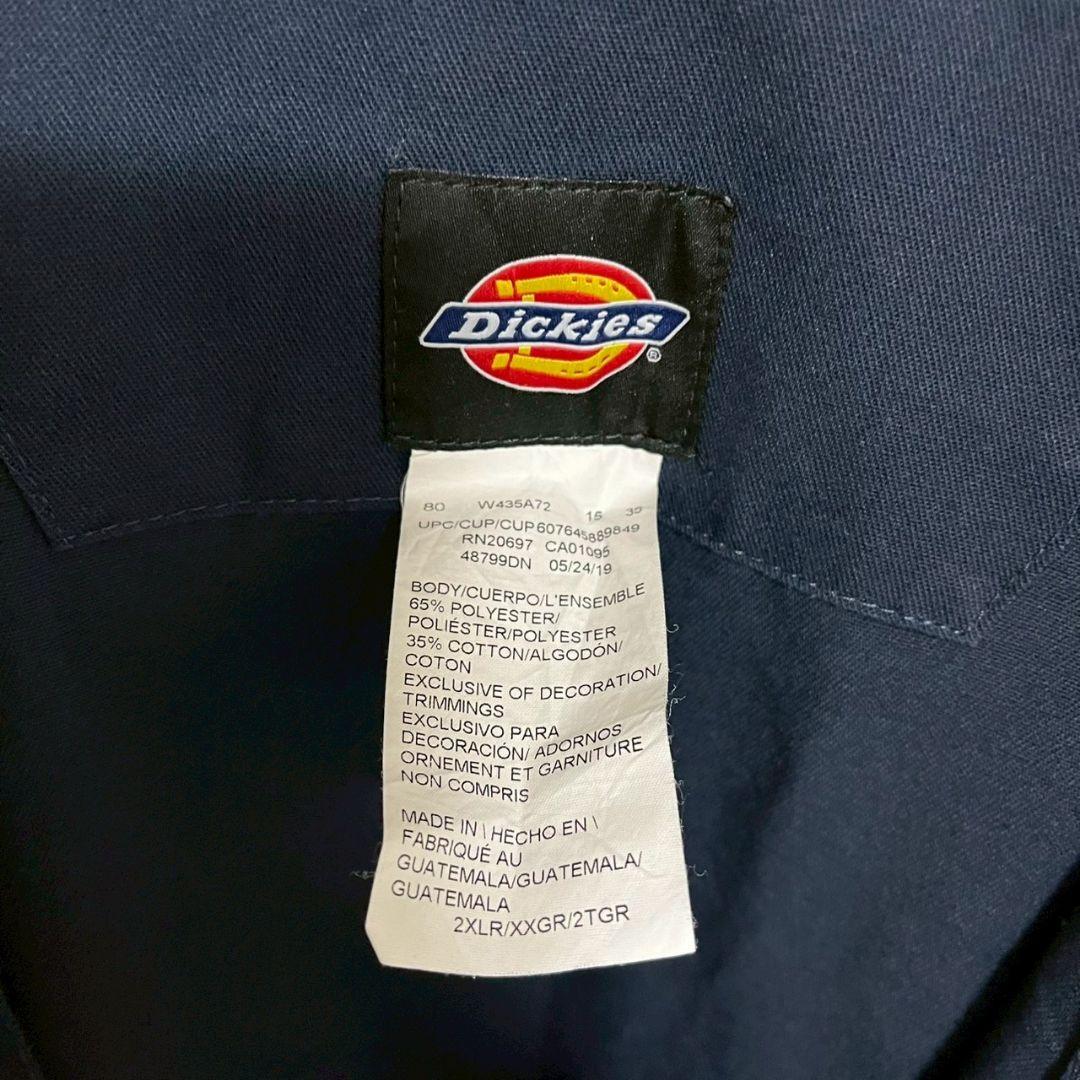 Dickies
®
80 W435A72 15 35
UPC/CUP/CUP607645889849
RN20697 CA01095
48799DN 05/24/19
BODY/CUERPO/L'ENSEMBLE
65% POLYESTER/
POLIÉSTER/POLYESTER
35% COTTON/ALGODÓN/
COTON
EXCLUSIVE OF DECORATION/
TRIMMINGS
EXCLUSIVO PARA
DECORACIÓN/ ADORNOS
ORNEMENT ET GARNITURE
NON COMPRIS
MADE IN \ HECHO EN \
FABRIQUÉ AU
GUATEMALA/GUATEMALA/
GUATEMALA
2XLR/XXGR/2TGR